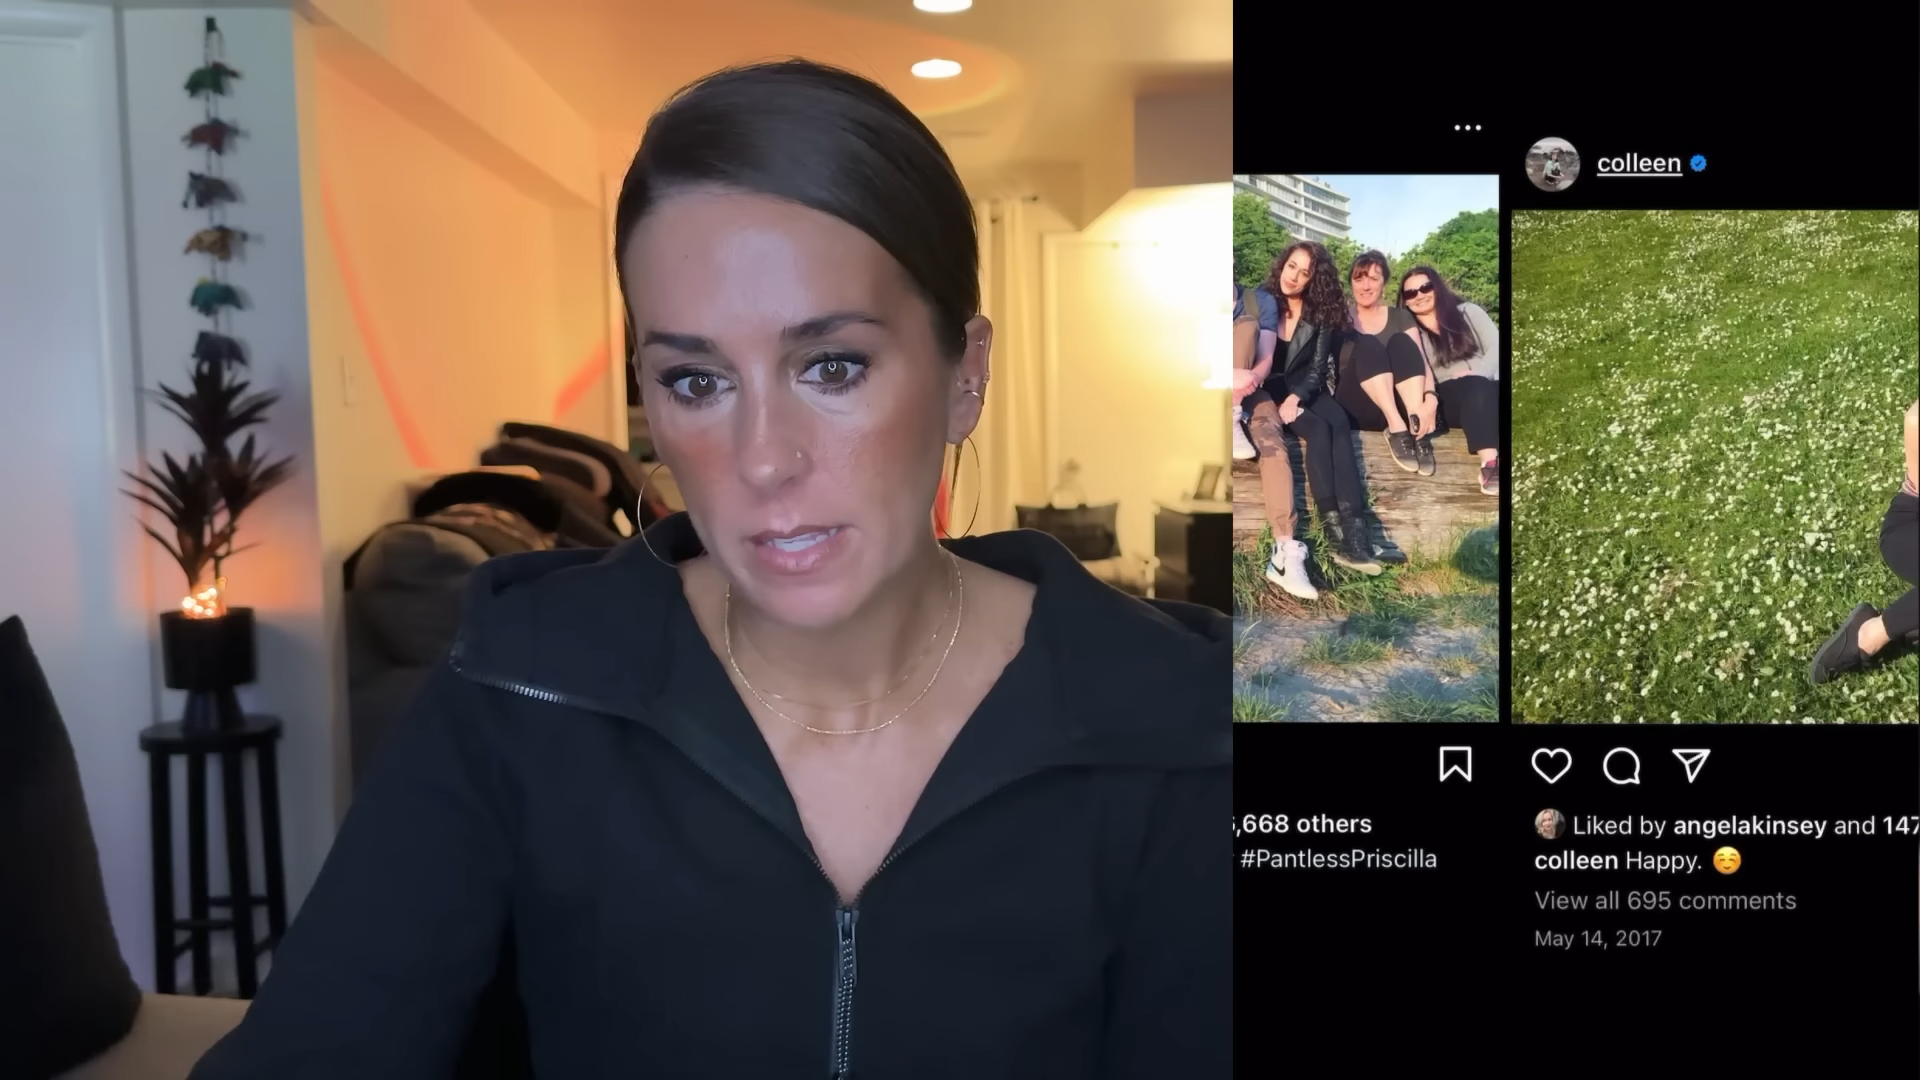 colleen
,668 others
#PantlessPriscilla
Liked by angelakinsey and 147
colleen Happy. ☺️
View all 695 comments
May 14, 2017